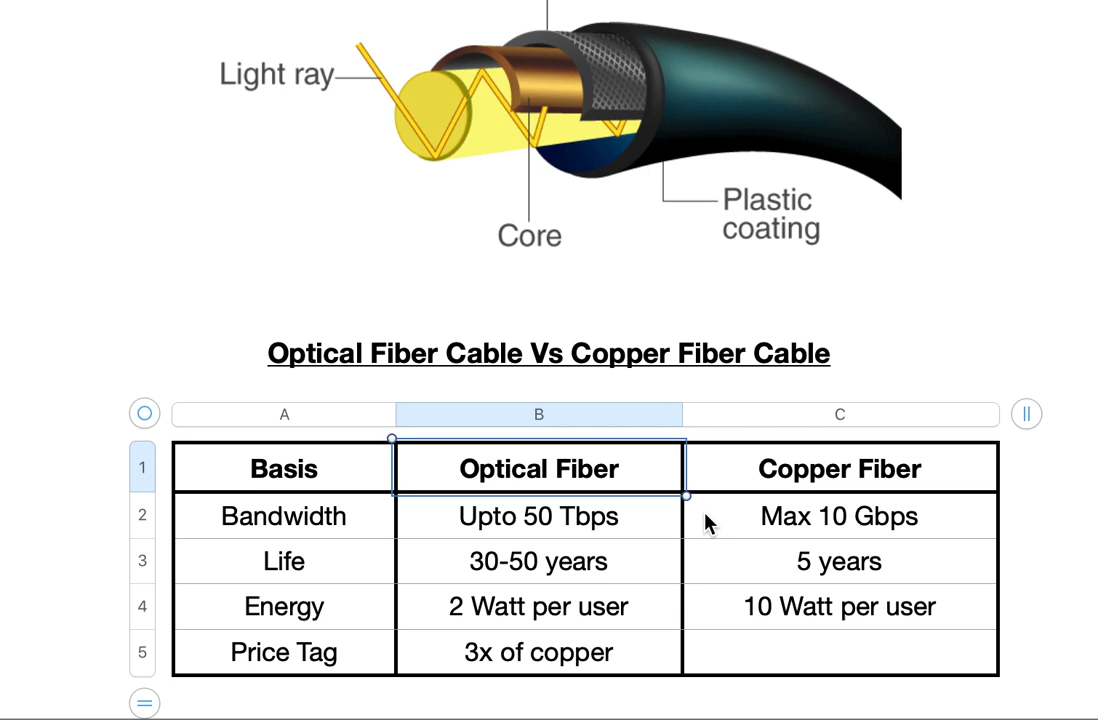 Light ray
Plastic
coating
Core
Optical Fiber Cable Vs Copper Fiber Cable
A B C
1 Basis Optical Fiber Copper Fiber
2 Bandwidth Upto 50 Tbps Max 10 Gbps
3 Life 30-50 years 5 years
4 Energy 2 Watt per user 10 Watt per user
5 Price Tag 3x of copper